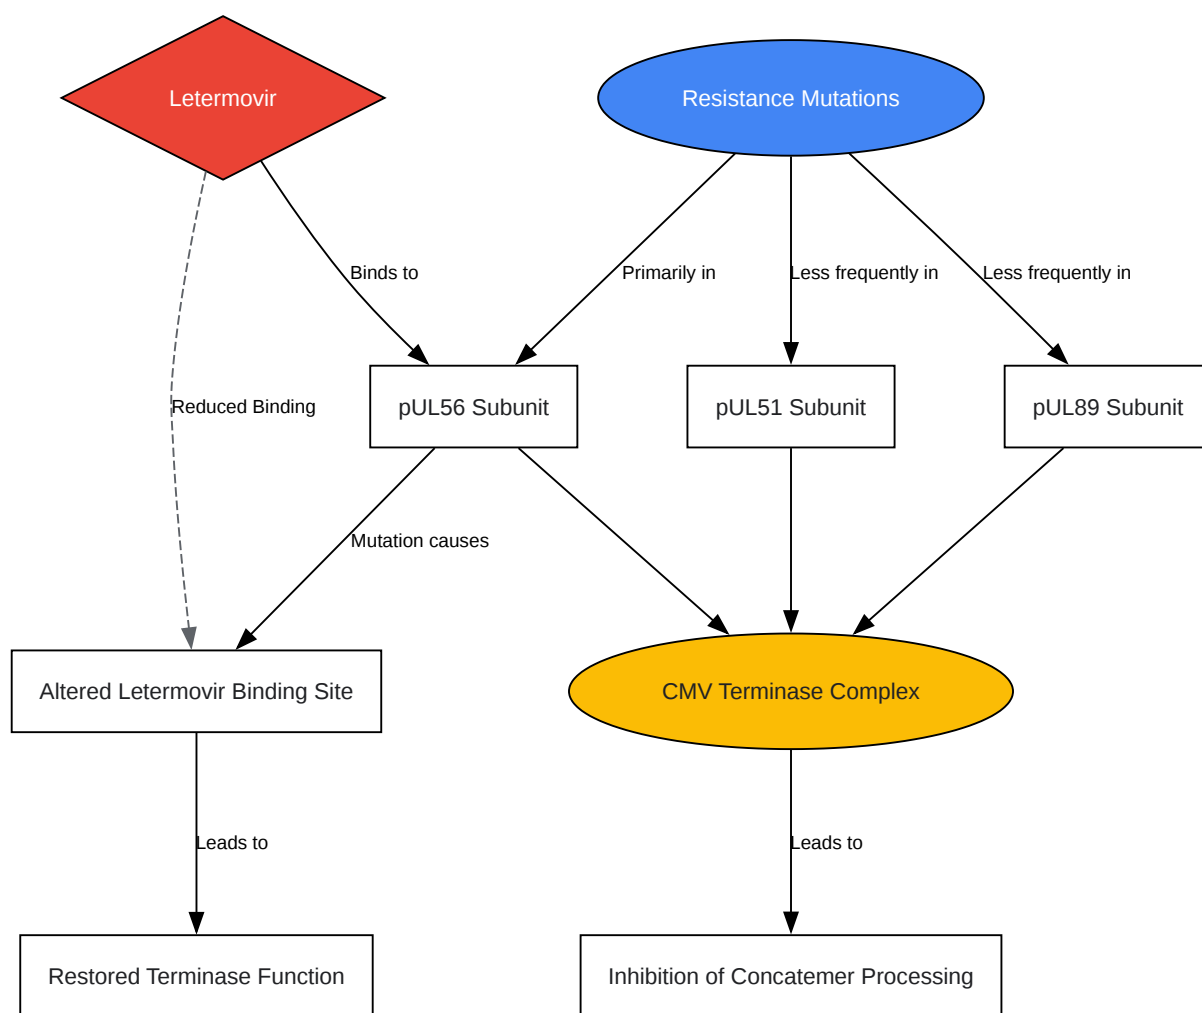 Letermovir
Resistance Mutations
Binds to
Primarily in
Less frequently in
Less frequently in
Reduced Binding
pUL56 Subunit
pUL51 Subunit
pUL89 Subunit
Mutation causes
Altered Letermovir Binding Site
CMV Terminase Complex
Leads to
Leads to
Restored Terminase Function
Inhibition of Concatemer Processing